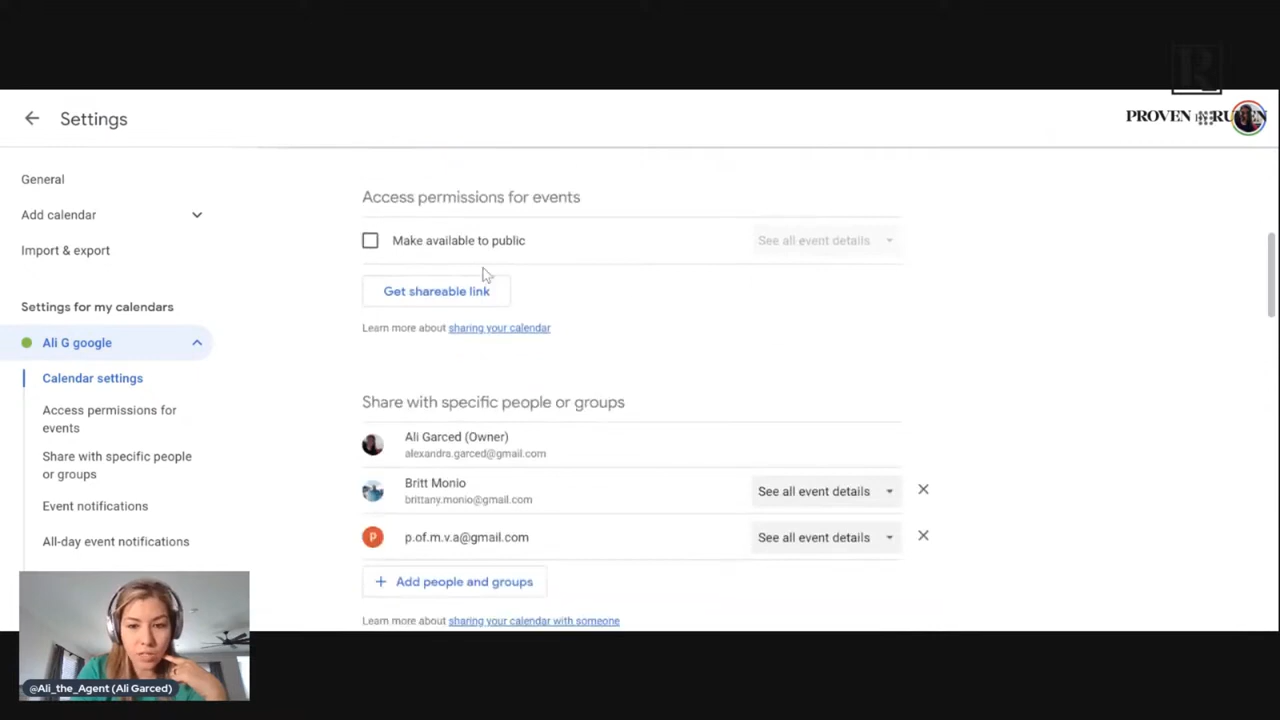 Settings
PROVEN
General
Add calendar
Import & export
Settings for my calendars
Ali G google
Calendar settings
Access permissions for
events
Share with specific people
or groups
Event notifications
All-day event notifications
Access permissions for events
Make available to public
See all event details
Get shareable link
Learn more about sharing your calendar
Share with specific people or groups
Ali Garced (Owner)
alexandra.garced@gmail.com
Britt Monio
brittany.monio@gmail.com
See all event details
p.of.m.v.a@gmail.com
See all event details
+ Add people and groups
Learn more about sharing your calendar with someone
@Ali_the_Agent (Ali Garced)